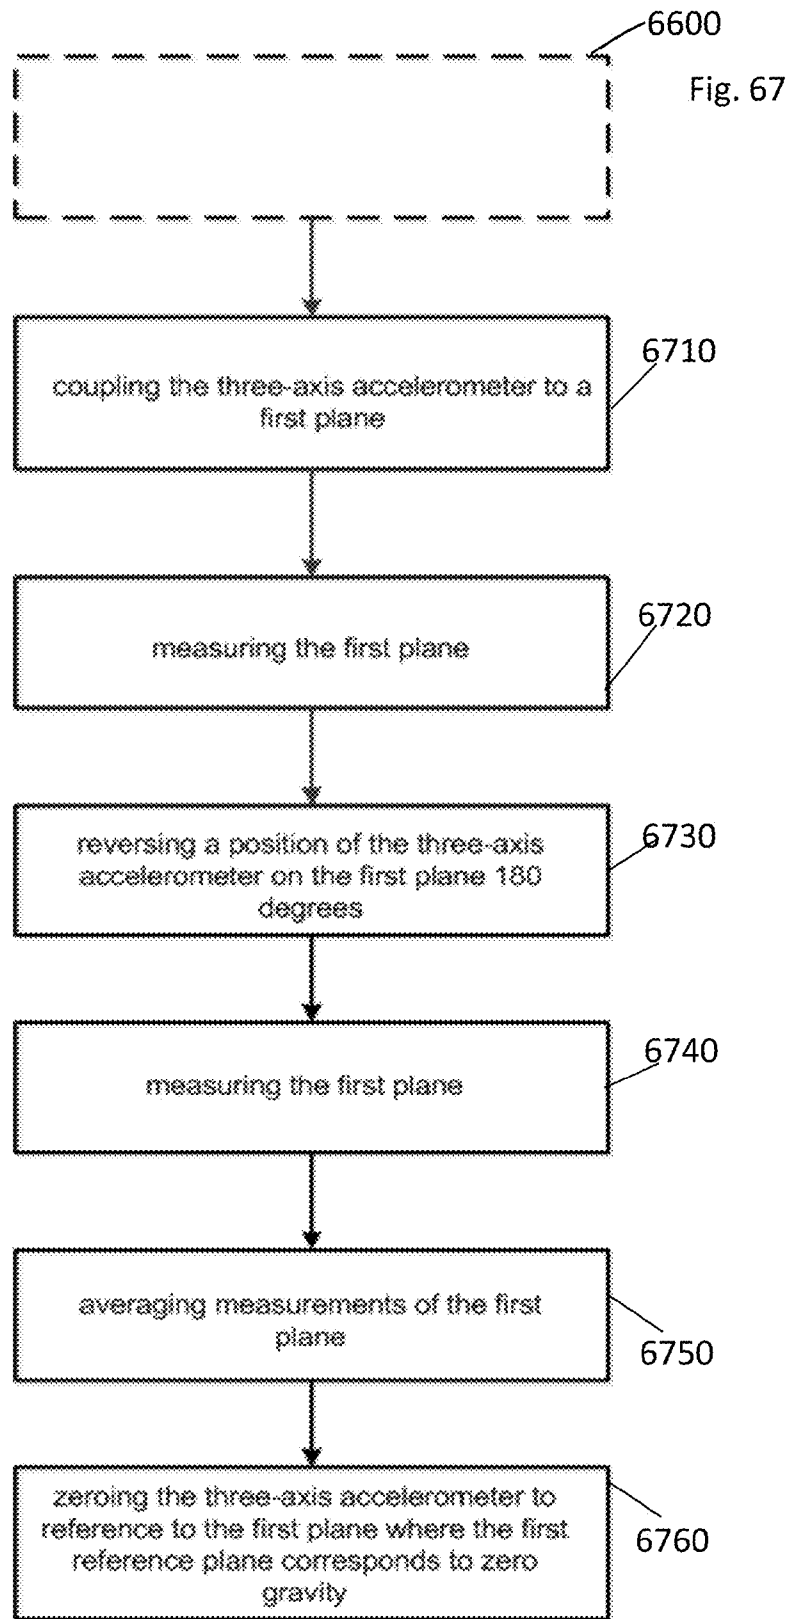 6600
Fig. 67
6710
coupling the three-axis accelerometer to a
first plane
6720
measuring the first plane
6730
reversing a position of the three-axis
accelerometer on the first plane 180
degrees
6740
measuring the first plane
averaging measurements of the first
plane
6750
zeroing the three-axis accelerometer to
reference to the first plane where the first
reference plane corresponds to zero
gravity
6760